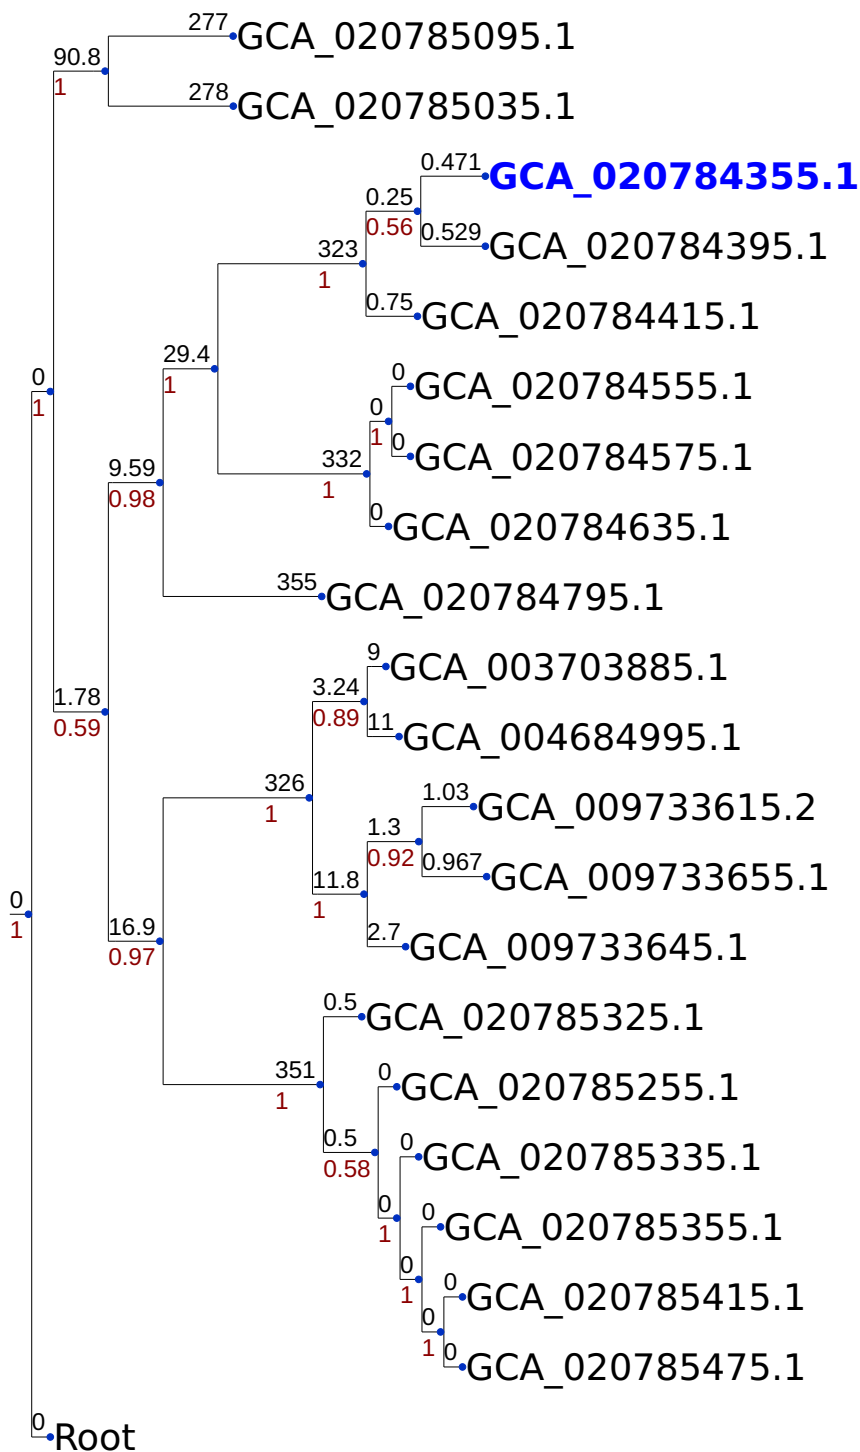 277 GCA_020785095.1
90.8
1
278 GCA_020785035.1
0.471 GCA_020784355.1
0.25
0.56
0.529 GCA_020784395.1
323
1
0.75 GCA_020784415.1
29.4
1
0 GCA_020784555.1
0
1
0 GCA_020784575.1
332
1
0 GCA_020784635.1
0
1
9.59
0.98
355 GCA_020784795.1
9 GCA_003703885.1
3.24
0.89
11 GCA_004684995.1
1.78
0.59
326
1
1.03 GCA_009733615.2
1.3
0.92
0.967 GCA_009733655.1
11.8
1
2.7 GCA_009733645.1
0
1
16.9
0.97
0.5 GCA_020785325.1
351
1
0 GCA_020785255.1
0.5
0.58
0 GCA_020785335.1
0
1
0 GCA_020785355.1
0
1
0 GCA_020785415.1
0
1
0 GCA_020785475.1
0 Root